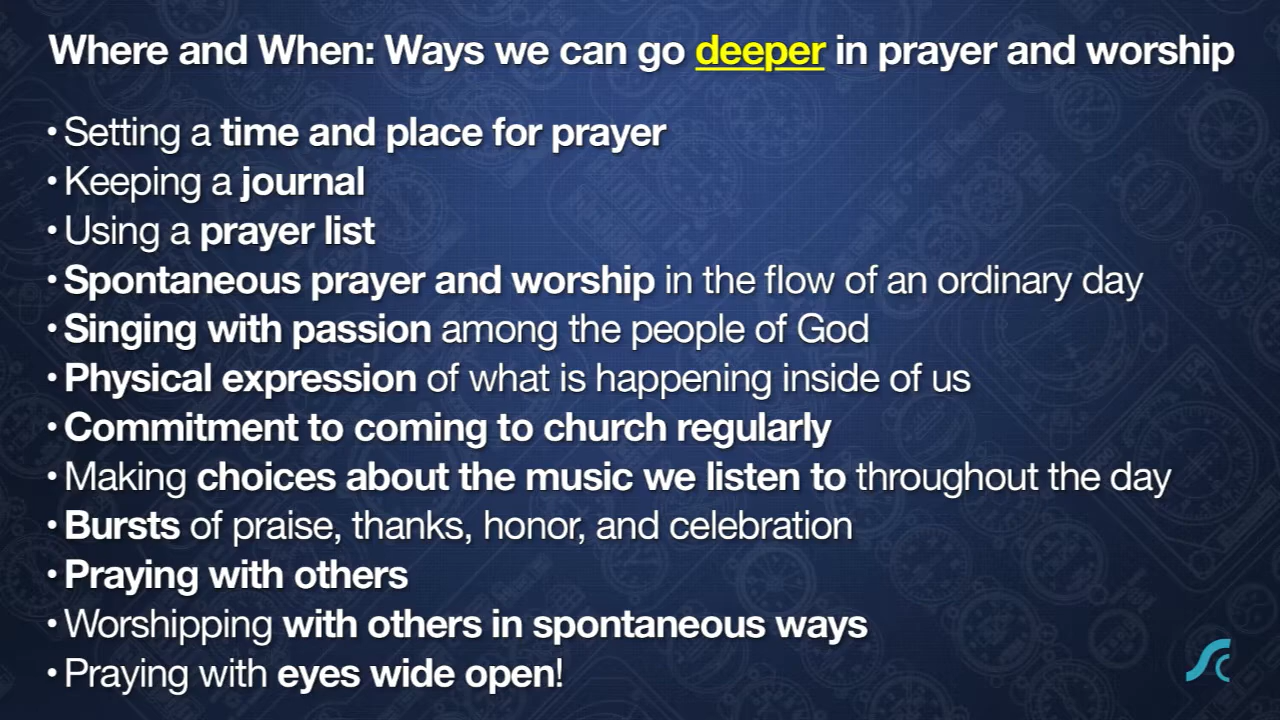 Where and When: Ways we can go deeper in prayer and worship
• Setting a time and place for prayer
• Keeping a journal
• Using a prayer list
• Spontaneous prayer and worship in the flow of an ordinary day
• Singing with passion among the people of God
• Physical expression of what is happening inside of us
• Commitment to coming to church regularly
• Making choices about the music we listen to throughout the day
• Bursts of praise, thanks, honor, and celebration
• Praying with others
• Worshipping with others in spontaneous ways
• Praying with eyes wide open!